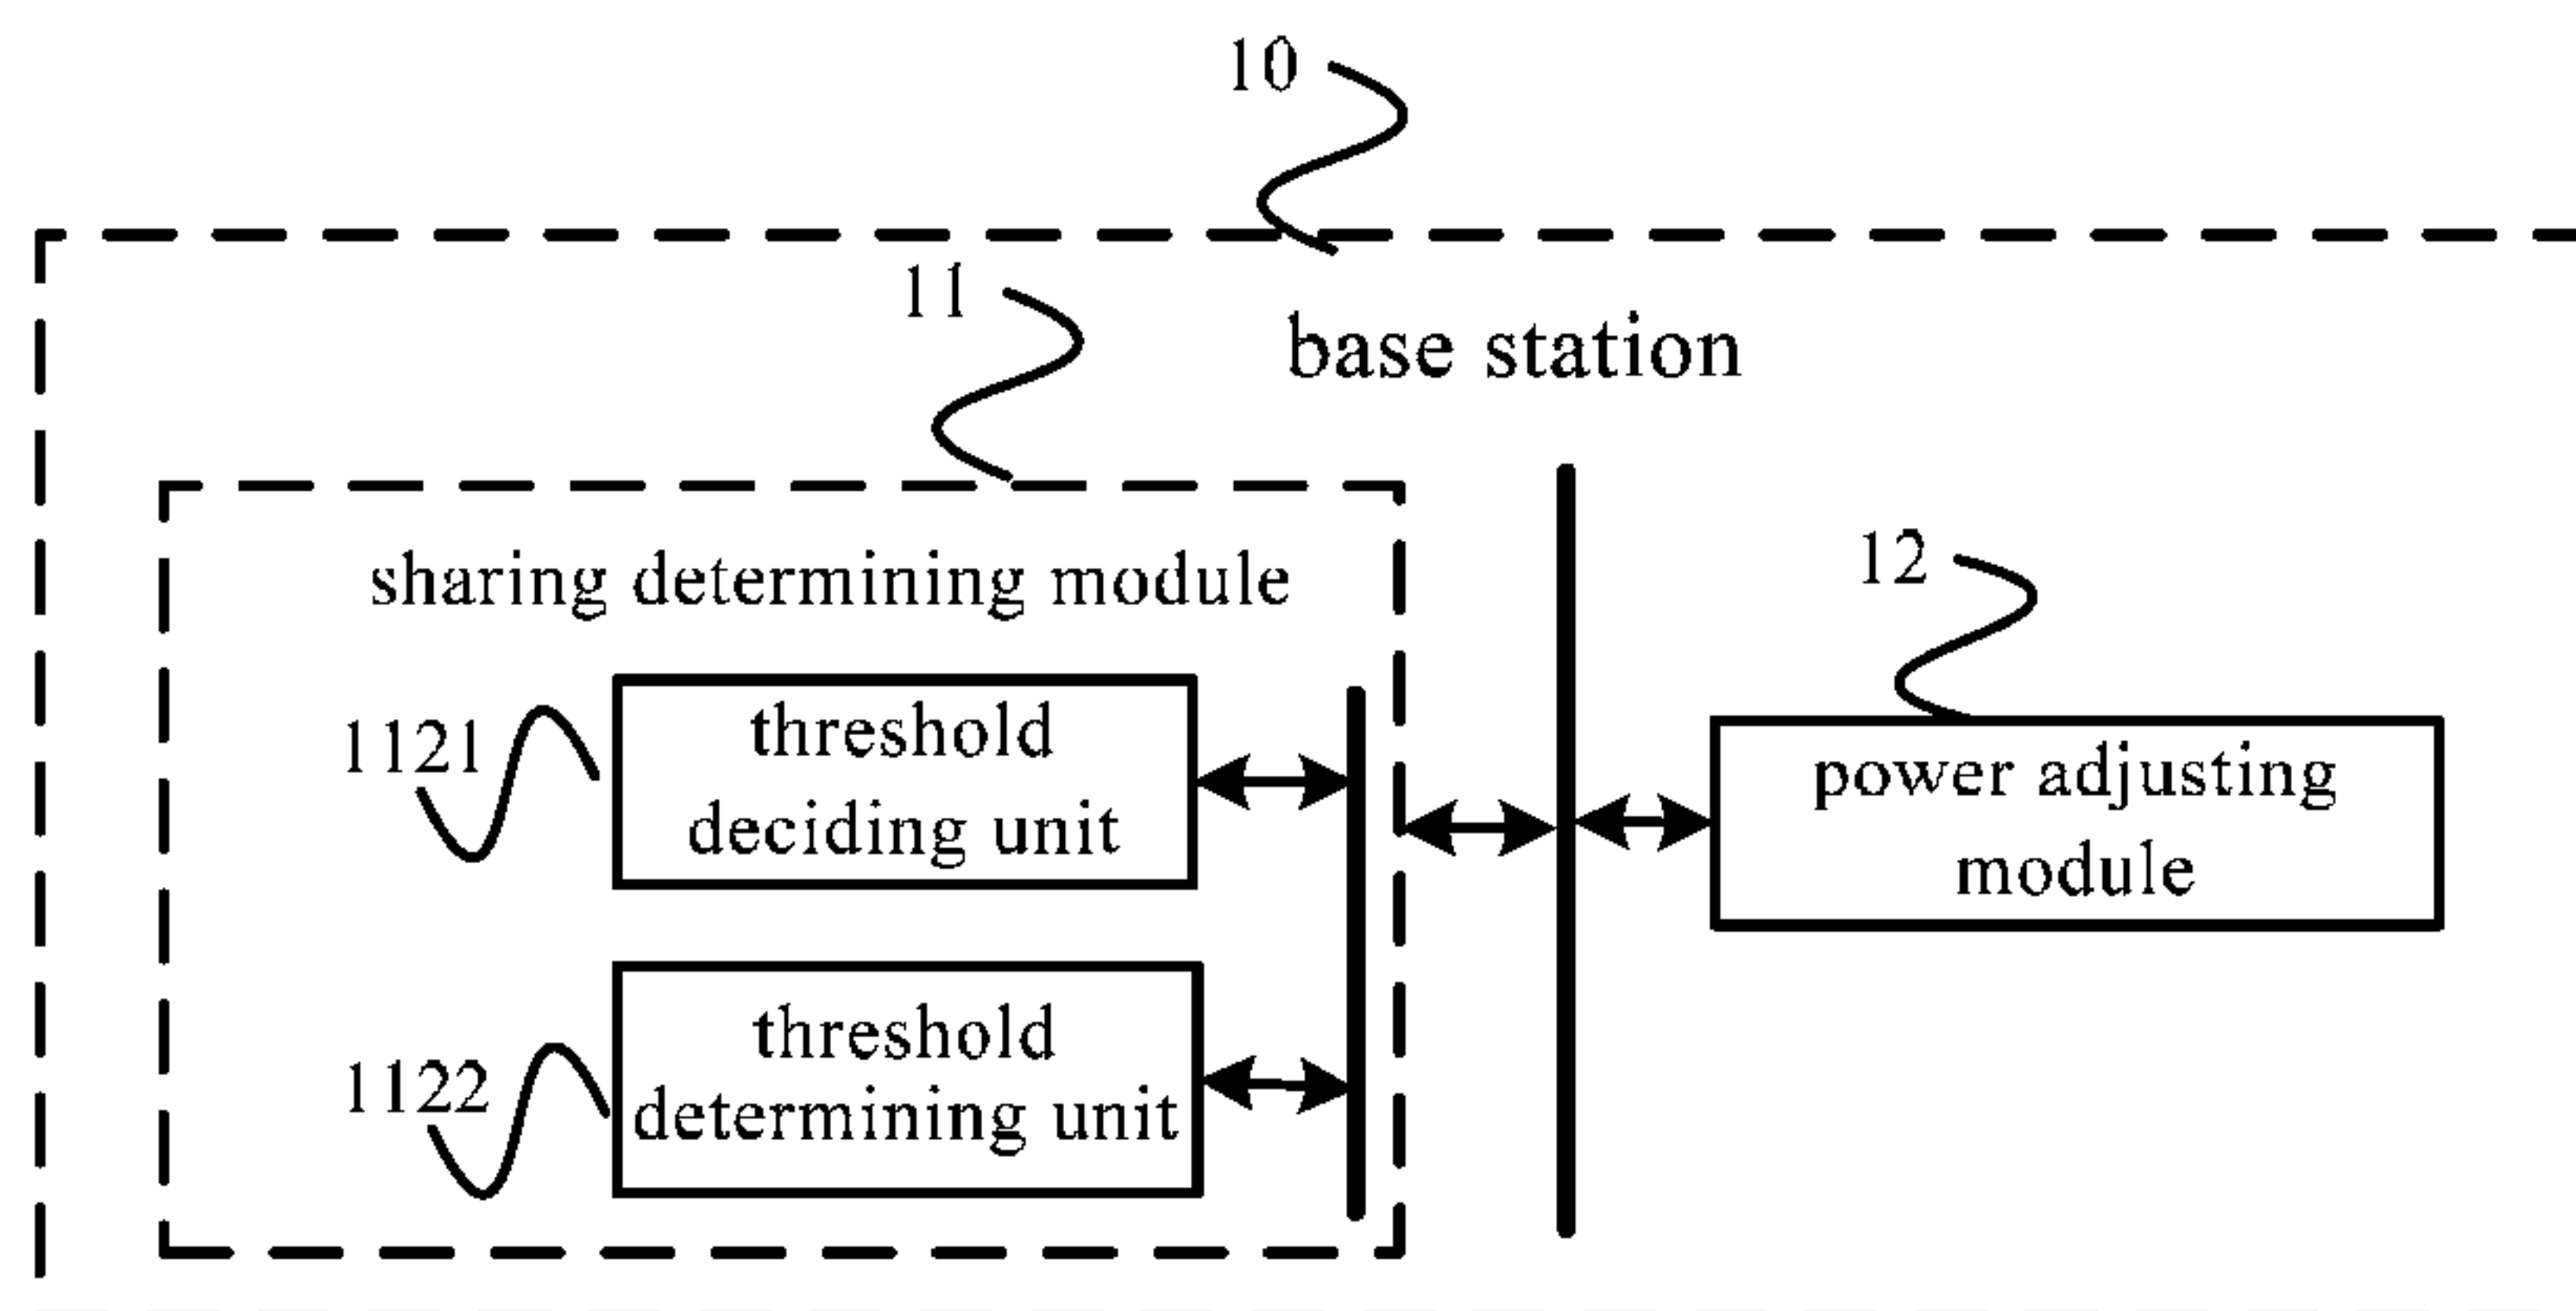 10
11
base station
sharing determining module
12
1121
threshold
deciding unit
power adjusting
module
1122
threshold
determining unit